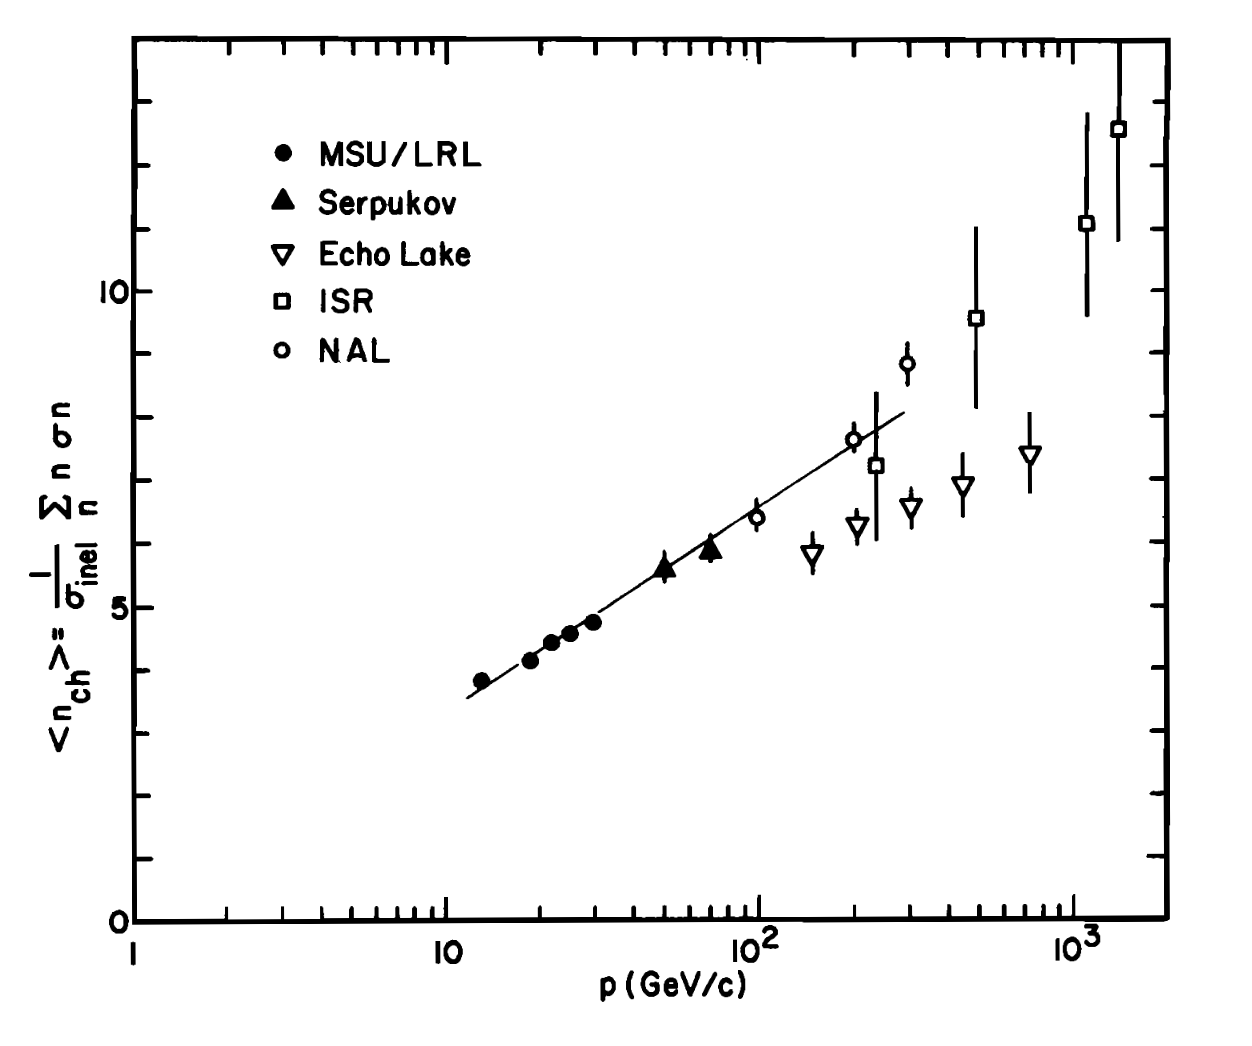 MSU/LRL
Serpukov
Echo Lake
ISR
NAL
10
5
0
<n_ch> = 1/σ_inel Σ_n n σn
1 10 10² 10³
p (GeV/c)